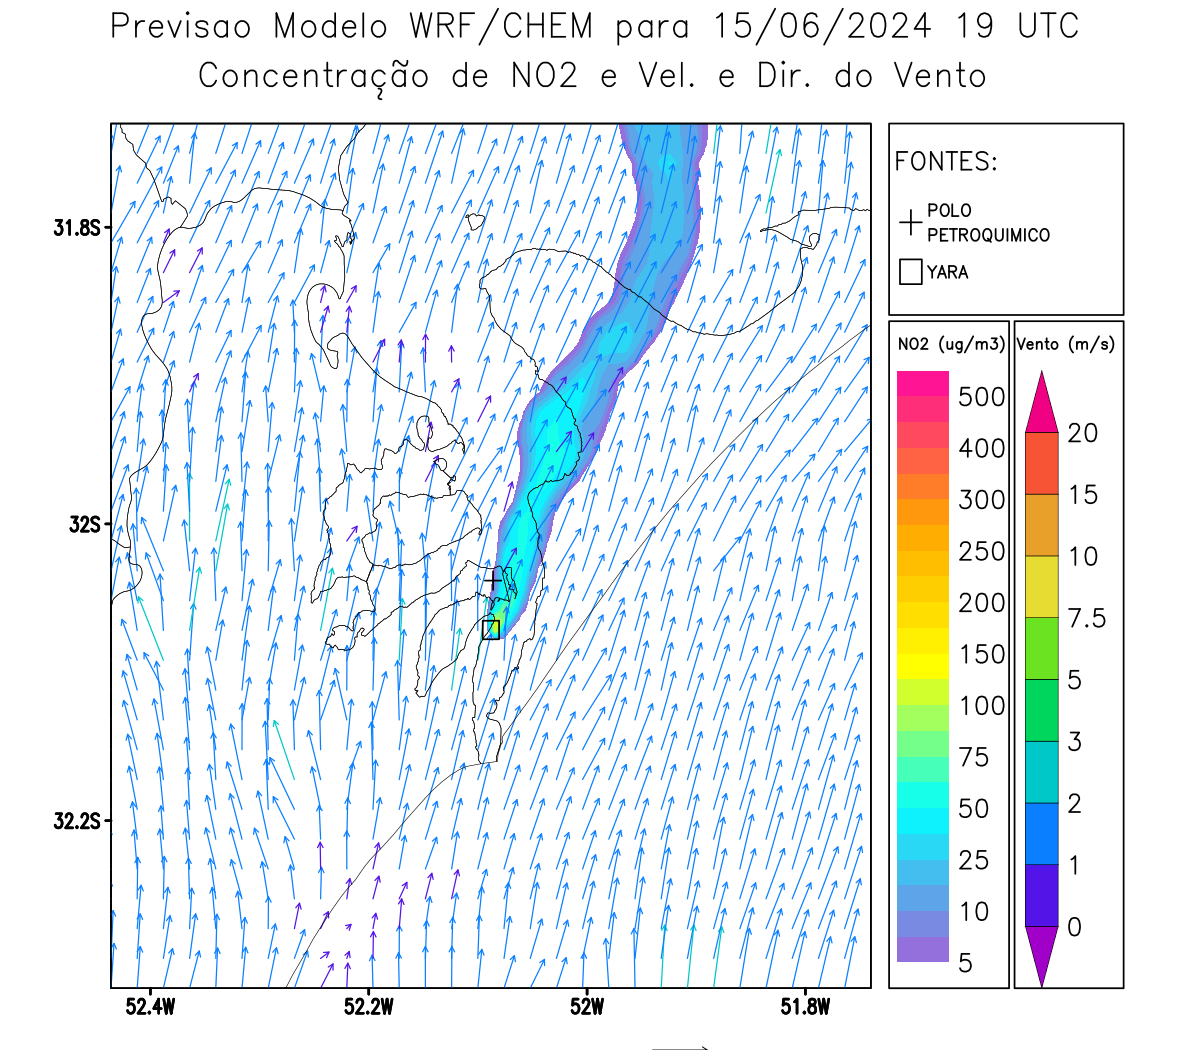 Previsao Modelo WRF/CHEM para 15/06/2024 19 UTC
Concentração de NO2 e Vel. e Dir. do Vento
FONTES:
POLO
PETROQUIMICO
YARA
NO2 (ug/m3)
500
400
300
250
200
150
100
75
50
25
10
5
Vento (m/s)
20
15
10
7.5
5
3
2
1
0
31.8S
32S
32.2S
52.4W
52.2W
52W
51.8W